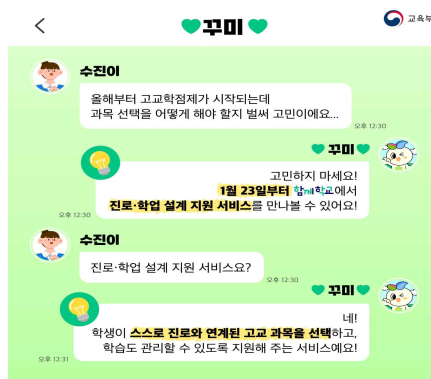 꾸미
교육부
수진이
올해부터 고교학점제가 시작되는데
과목 선택을 어떻게 해야 할지 벌써 고민이에요...
오후 12:30
꾸미
고민하지 마세요!
1월 23일부터 함께학교에서
진로·학업 설계 지원 서비스를 만나볼 수 있어요!
오후 12:30
수진이
진로·학업 설계 지원 서비스요?
오후 12:30
꾸미
네!
학생이 스스로 진로와 연계된 고교 과목을 선택하고,
학습도 관리할 수 있도록 지원해 주는 서비스예요!
오후 12:31